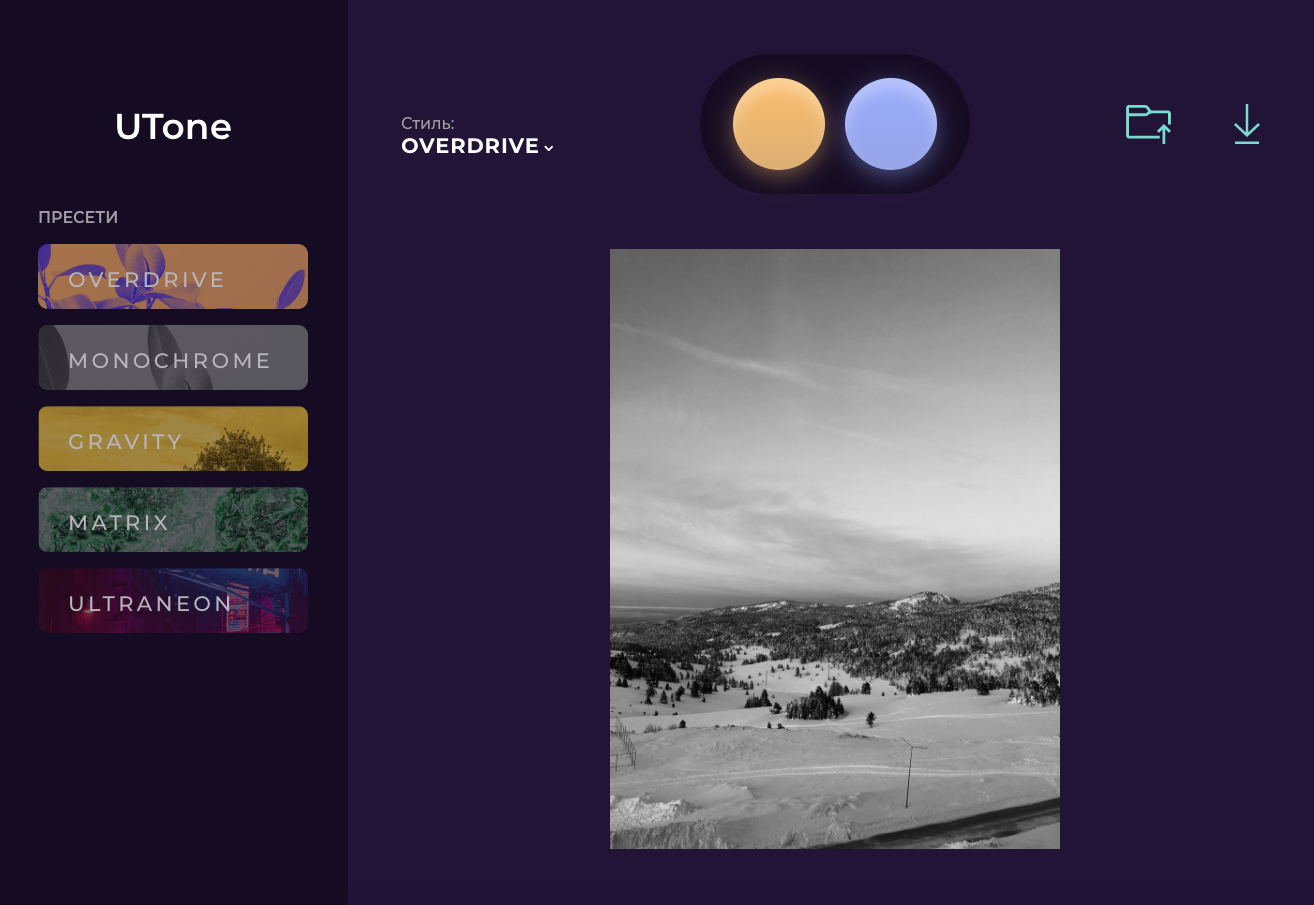 UTone
Стиль:
OVERDRIVE
ПРЕСЕТИ
OVERDRIVE
MONOCHROME
GRAVITY
MATRIX
ULTRANEON